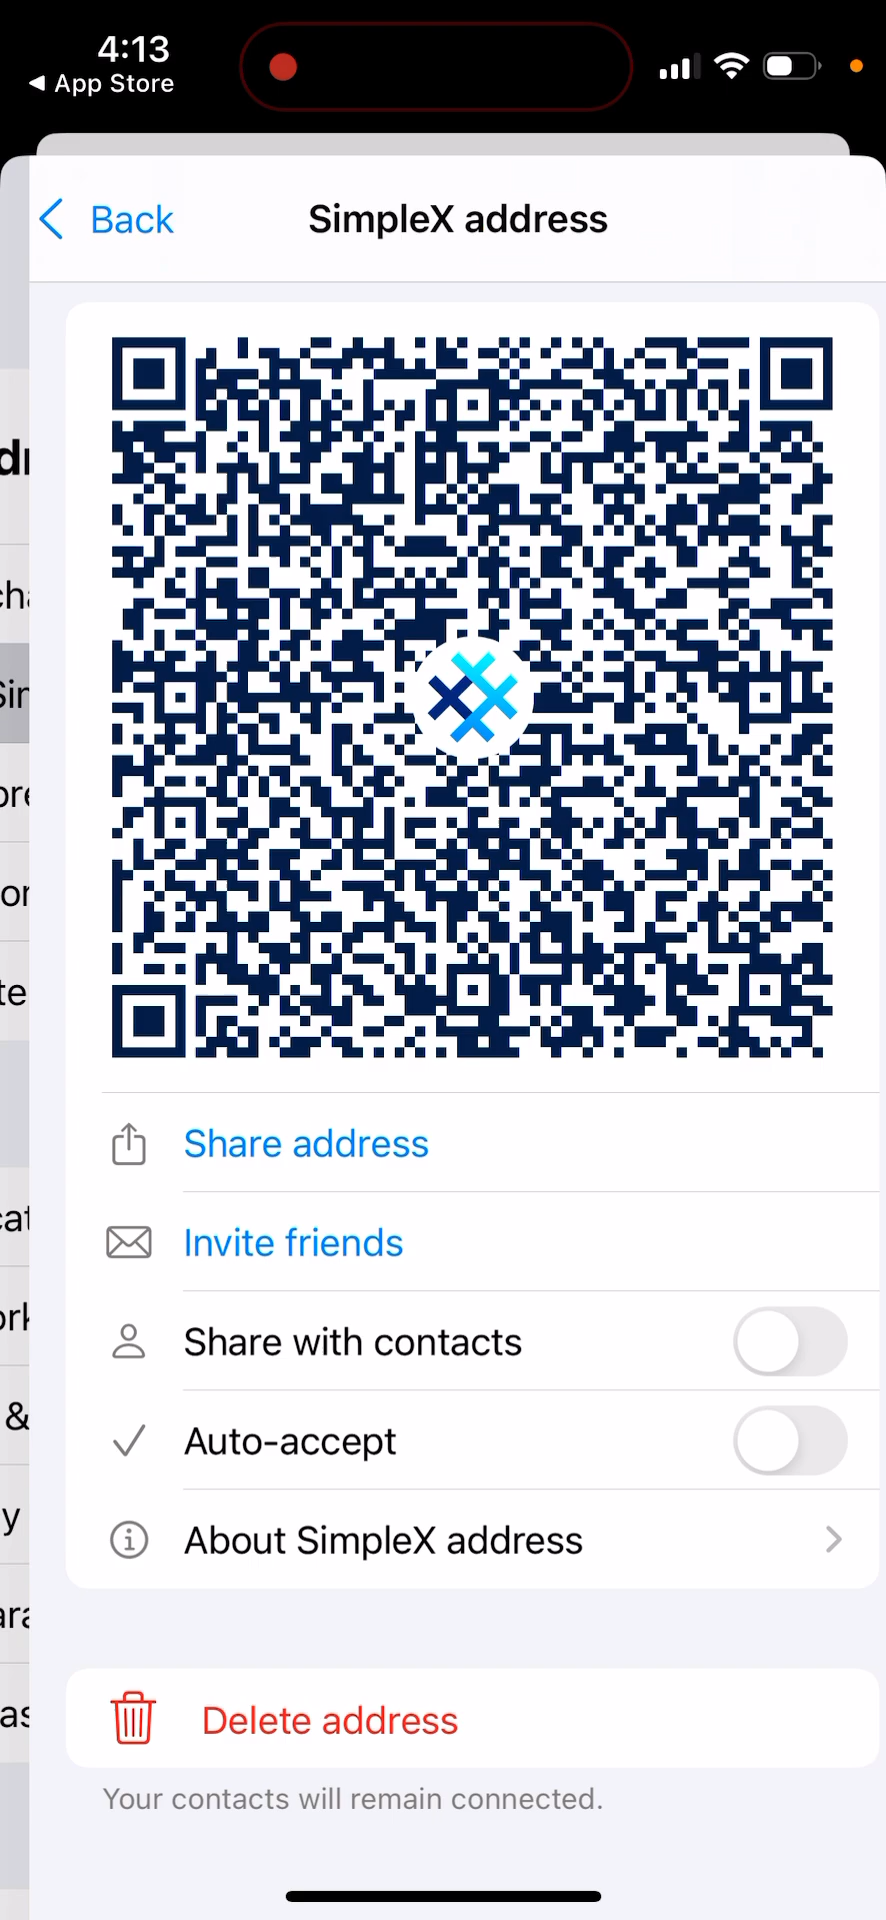 4:13
App Store
Back
SimpleX address
Share address
Invite friends
Share with contacts
Auto-accept
About SimpleX address
Delete address
Your contacts will remain connected.